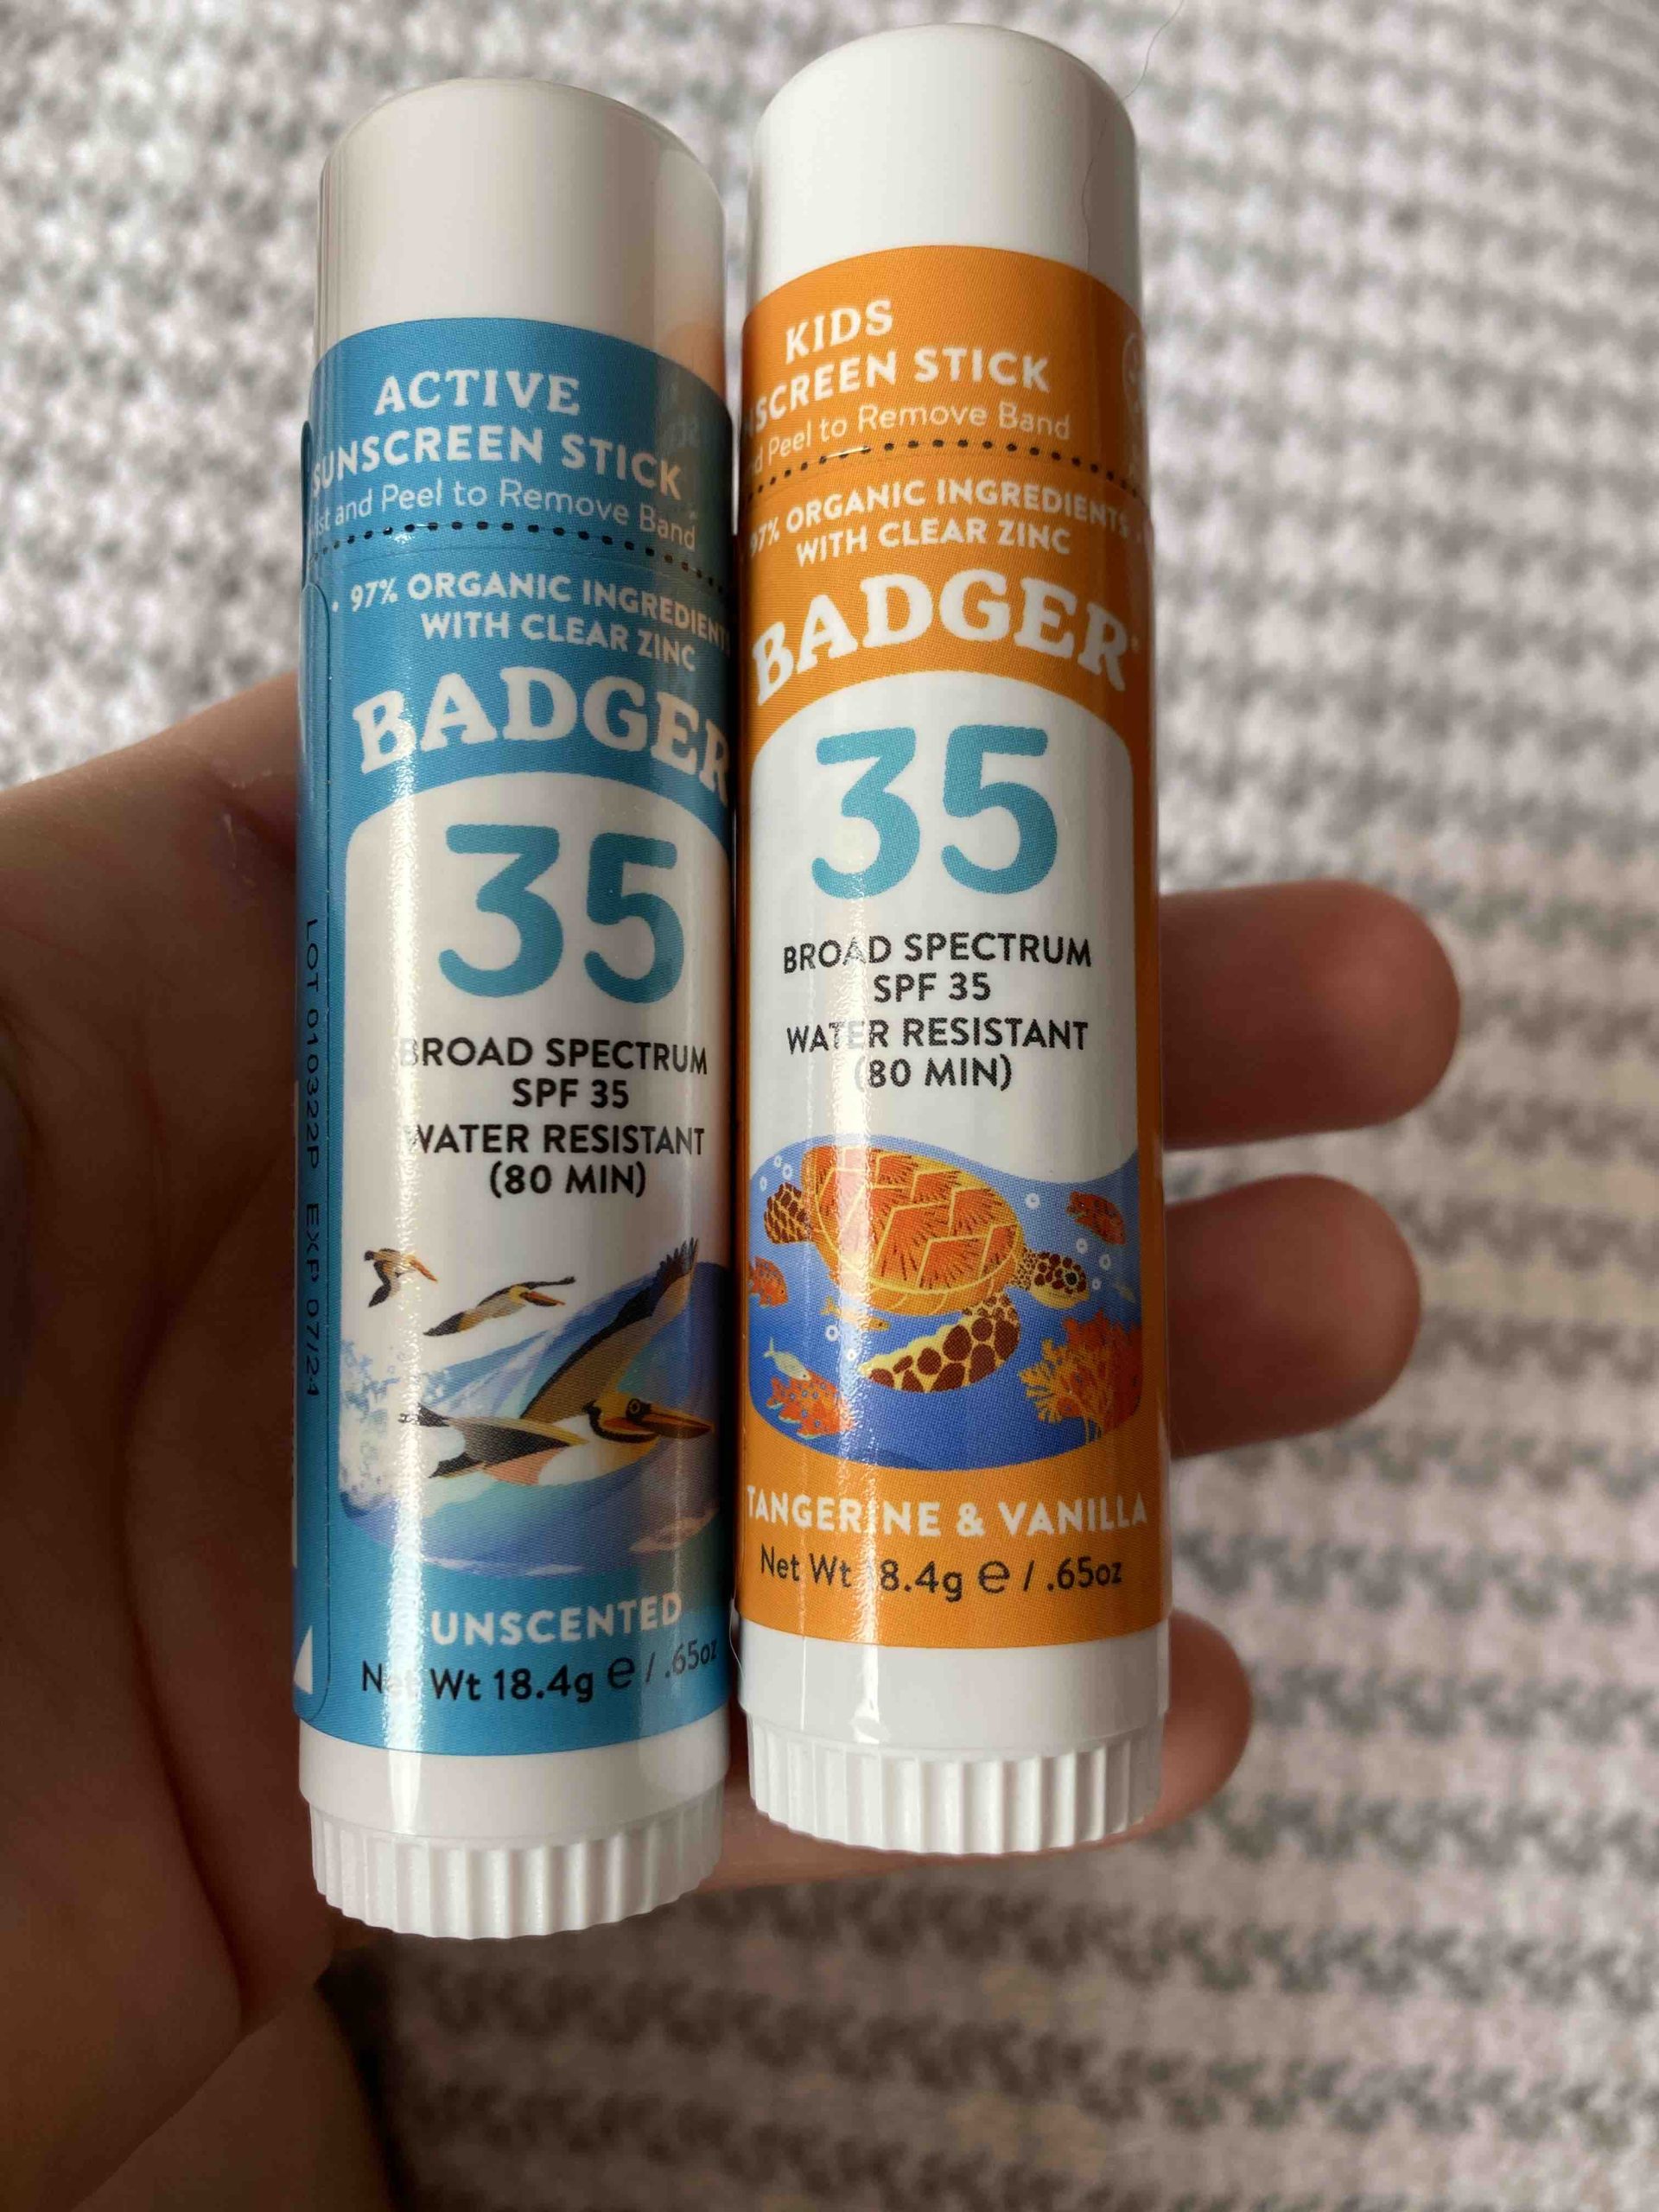 ACTIVE
SUNSCREEN STICK
and Peel to Remove Band
• 97% ORGANIC INGREDIENTS
WITH CLEAR ZINC
BADGER
35
BROAD SPECTRUM
SPF 35
WATER RESISTANT
(80 MIN)
UNSCENTED
Net Wt 18.4g e / .65oz
LOT 010322P EXP 07/24
KIDS
SCREEN STICK
Peel to Remove Band
97% ORGANIC INGREDIENTS •
WITH CLEAR ZINC
BADGER
35
BROAD SPECTRUM
SPF 35
WATER RESISTANT
(80 MIN)
TANGERINE & VANILLA
Net Wt 18.4g e / .65oz